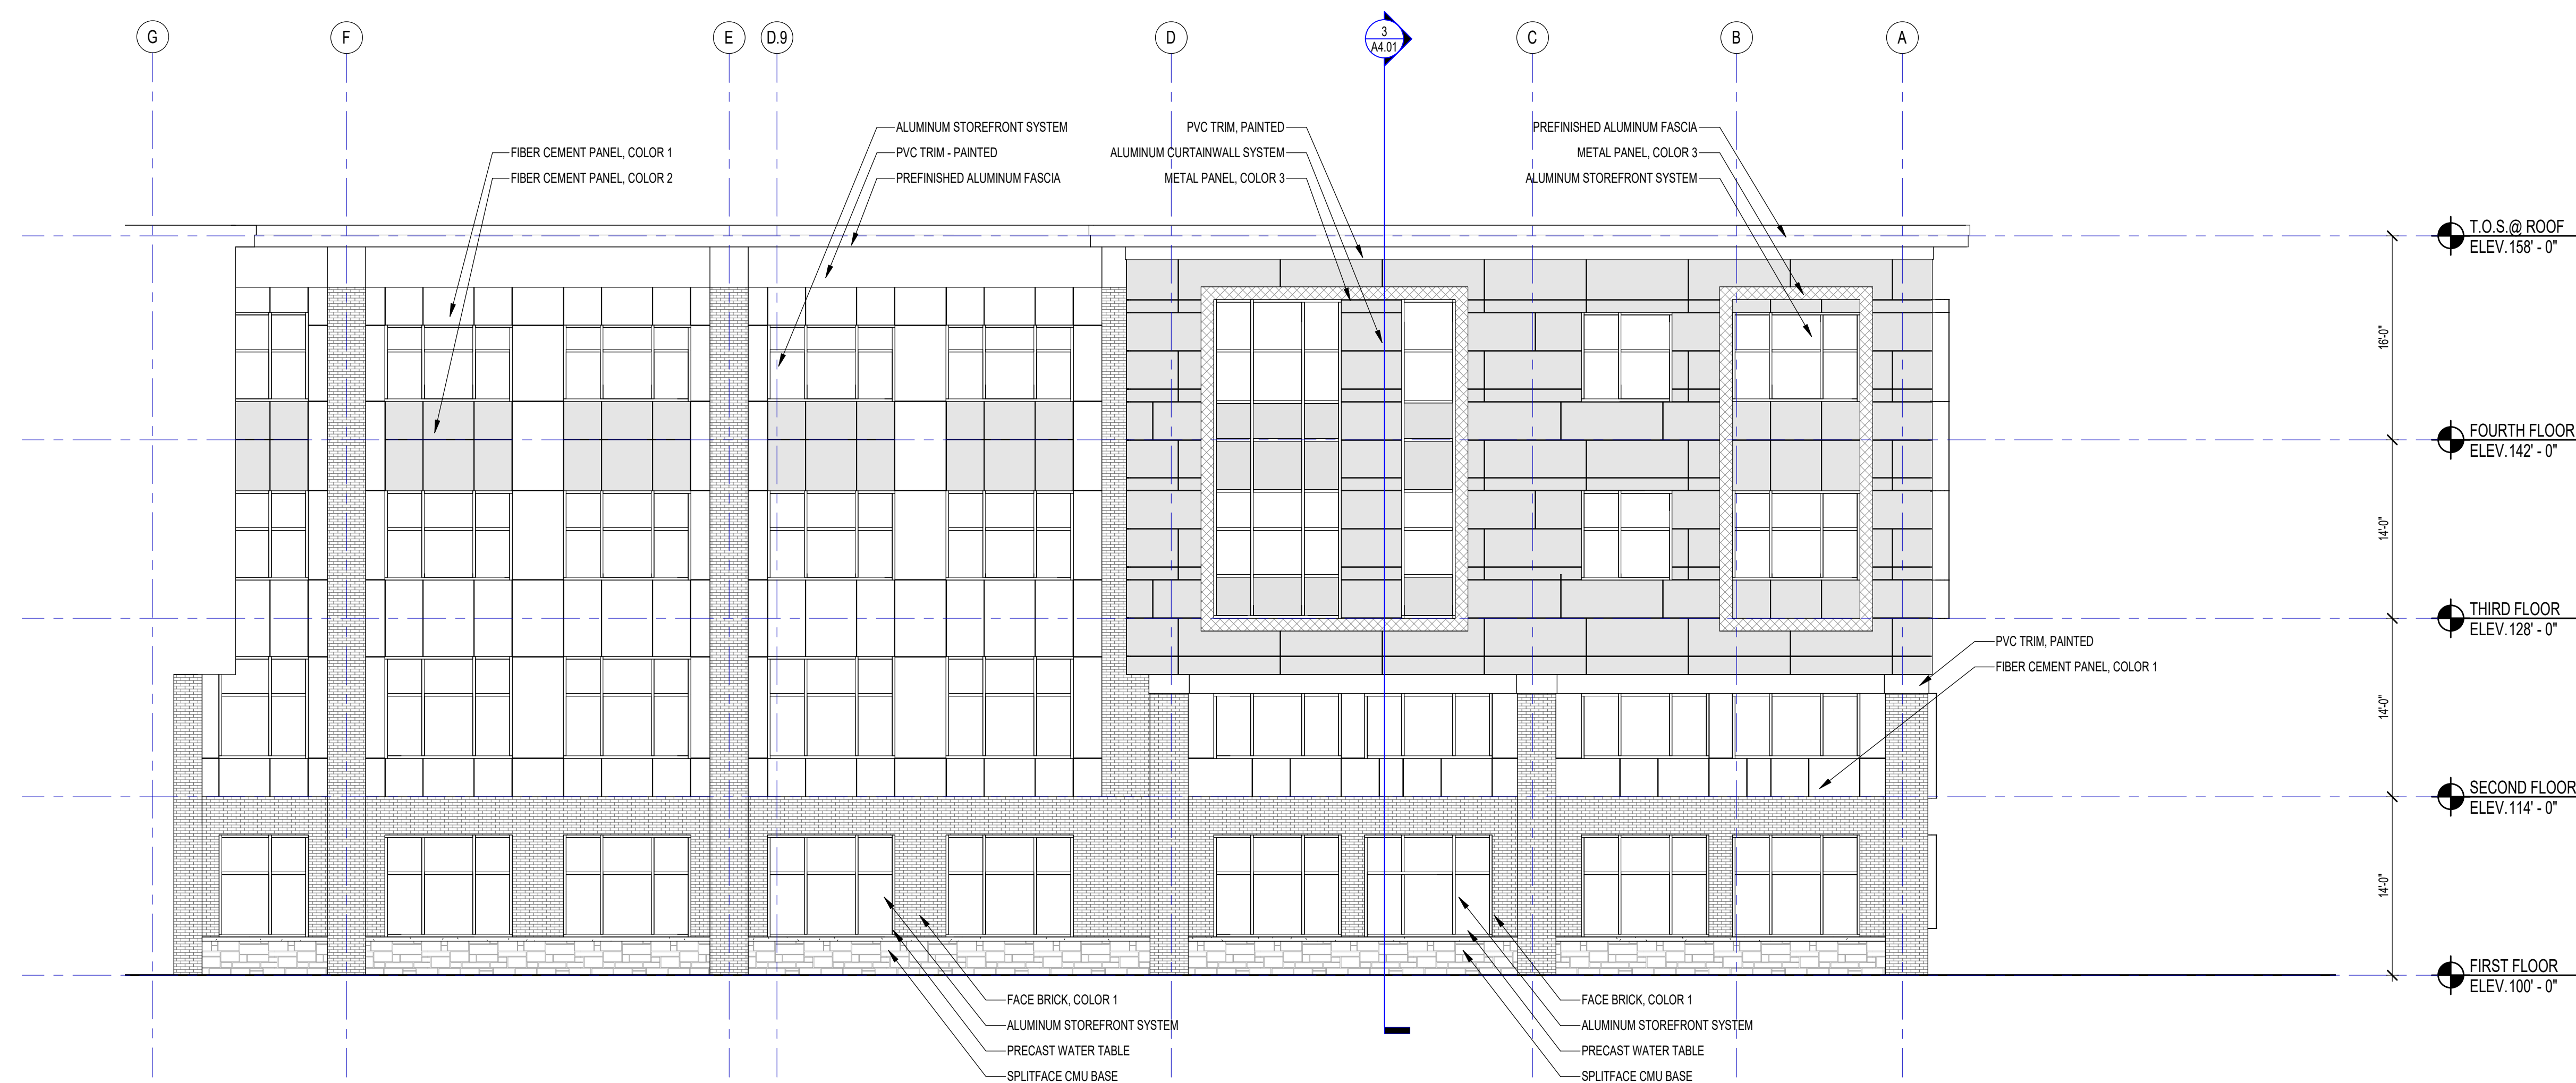 G
F
E
D.9
D
3
A4.01
C
B
A
ALUMINUM STOREFRONT SYSTEM
PVC TRIM - PAINTED
PREFINISHED ALUMINUM FASCIA
FIBER CEMENT PANEL, COLOR 1
FIBER CEMENT PANEL, COLOR 2
PVC TRIM, PAINTED
ALUMINUM CURTAINWALL SYSTEM
METAL PANEL, COLOR 3
PREFINISHED ALUMINUM FASCIA
METAL PANEL, COLOR 3
ALUMINUM STOREFRONT SYSTEM
T.O.S.@ ROOF
ELEV.158' - 0"
16'-0"
FOURTH FLOOR
ELEV.142' - 0"
14'-0"
THIRD FLOOR
ELEV.128' - 0"
PVC TRIM, PAINTED
FIBER CEMENT PANEL, COLOR 1
14'-0"
SECOND FLOOR
ELEV.114' - 0"
14'-0"
FIRST FLOOR
ELEV.100' - 0"
FACE BRICK, COLOR 1
ALUMINUM STOREFRONT SYSTEM
PRECAST WATER TABLE
SPLITFACE CMU BASE
FACE BRICK, COLOR 1
ALUMINUM STOREFRONT SYSTEM
PRECAST WATER TABLE
SPLITFACE CMU BASE